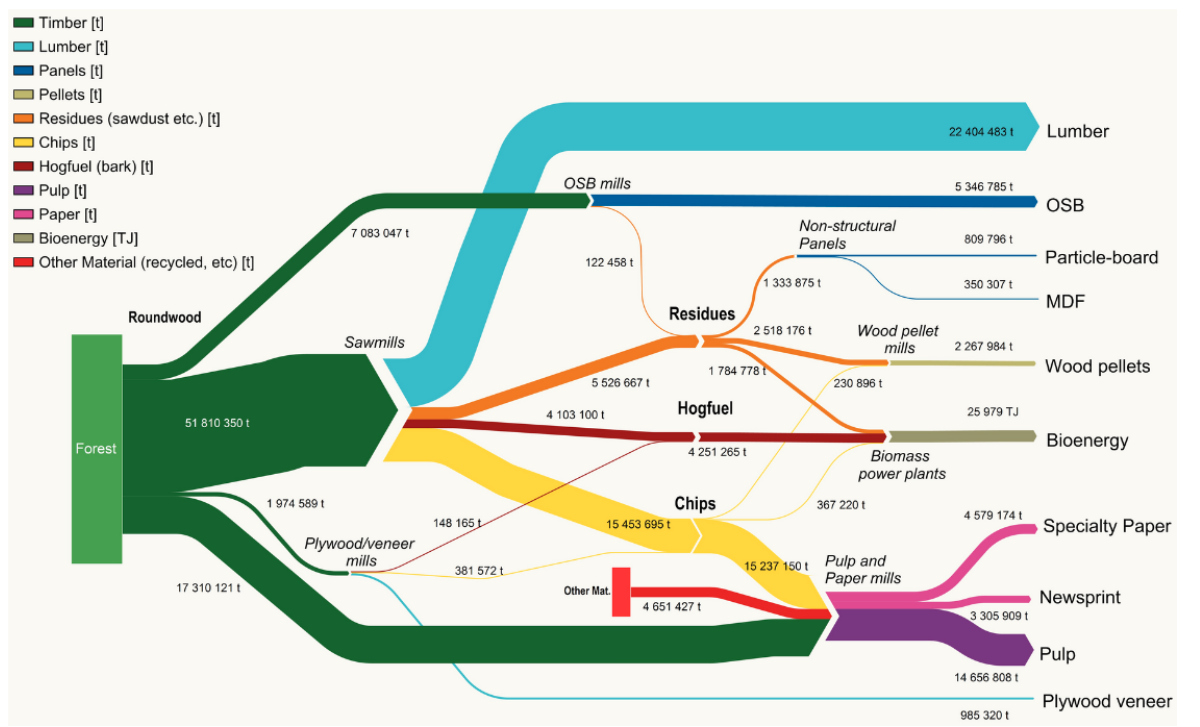 Timber [t]
Lumber [t]
Panels [t]
Pellets [t]
Residues (sawdust etc.) [t]
Chips [t]
Hogfuel (bark) [t]
Pulp [t]
Paper [t]
Bioenergy [TJ]
Other Material (recycled, etc) [t]
22 404 483 t
Lumber
OSB mills
5 346 785 t
OSB
7 083 047 t
Non-structural
Panels
809 796 t
Particle-board
122 458 t
1 333 875 t
350 307 t
MDF
Roundwood
Residues
Sawmills
2 518 176 t
Wood pellet
mills
2 267 984 t
Wood pellets
1 784 778 t
230 896 t
5 526 667 t
Hogfuel
4 103 100 t
25 979 TJ
Bioenergy
51 810 350 t
Forest
4 251 265 t
Biomass
power plants
Chips
1 974 589 t
367 220 t
148 165 t
15 453 695 t
4 579 174 t
Specialty Paper
Plywood/veneer
mills
381 572 t
15 237 150 t
Pulp and
Paper mills
17 310 121 t
Other Mat.
4 651 427 t
Newsprint
3 305 909 t
Pulp
14 656 808 t
Plywood veneer
985 320 t